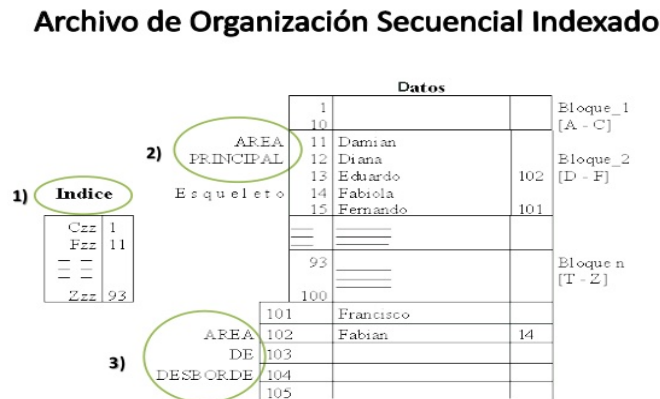 Archivo de Organización Secuencial Indexado
Datos
1 Bloque_1
10 [A - C]
AREA 11 Damian
2) PRINCIPAL 12 Diana Bloque_2
13 Eduardo 102 [D - F]
1) Indice Esqueleto 14 Fabiola
15 Fernando 101
Czz 1
Fzz 11
93 Bloque n
[T - Z]
Zzz 93 100
101 Francisco
AREA 102 Fabian 14
3) DE 103
DESBORDE 104
105